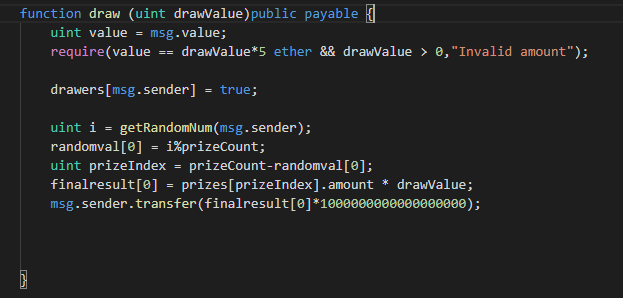 function draw (uint drawValue)public payable {
uint value = msg.value;
require(value == drawValue*5 ether && drawValue > 0,"Invalid amount");
drawers[msg.sender] = true;
uint i = getRandomNum(msg.sender);
randomval[0] = i%prizeCount;
uint prizeIndex = prizeCount-randomval[0];
finalresult[0] = prizes[prizeIndex].amount * drawValue;
msg.sender.transfer(finalresult[0]*1000000000000000000);
}